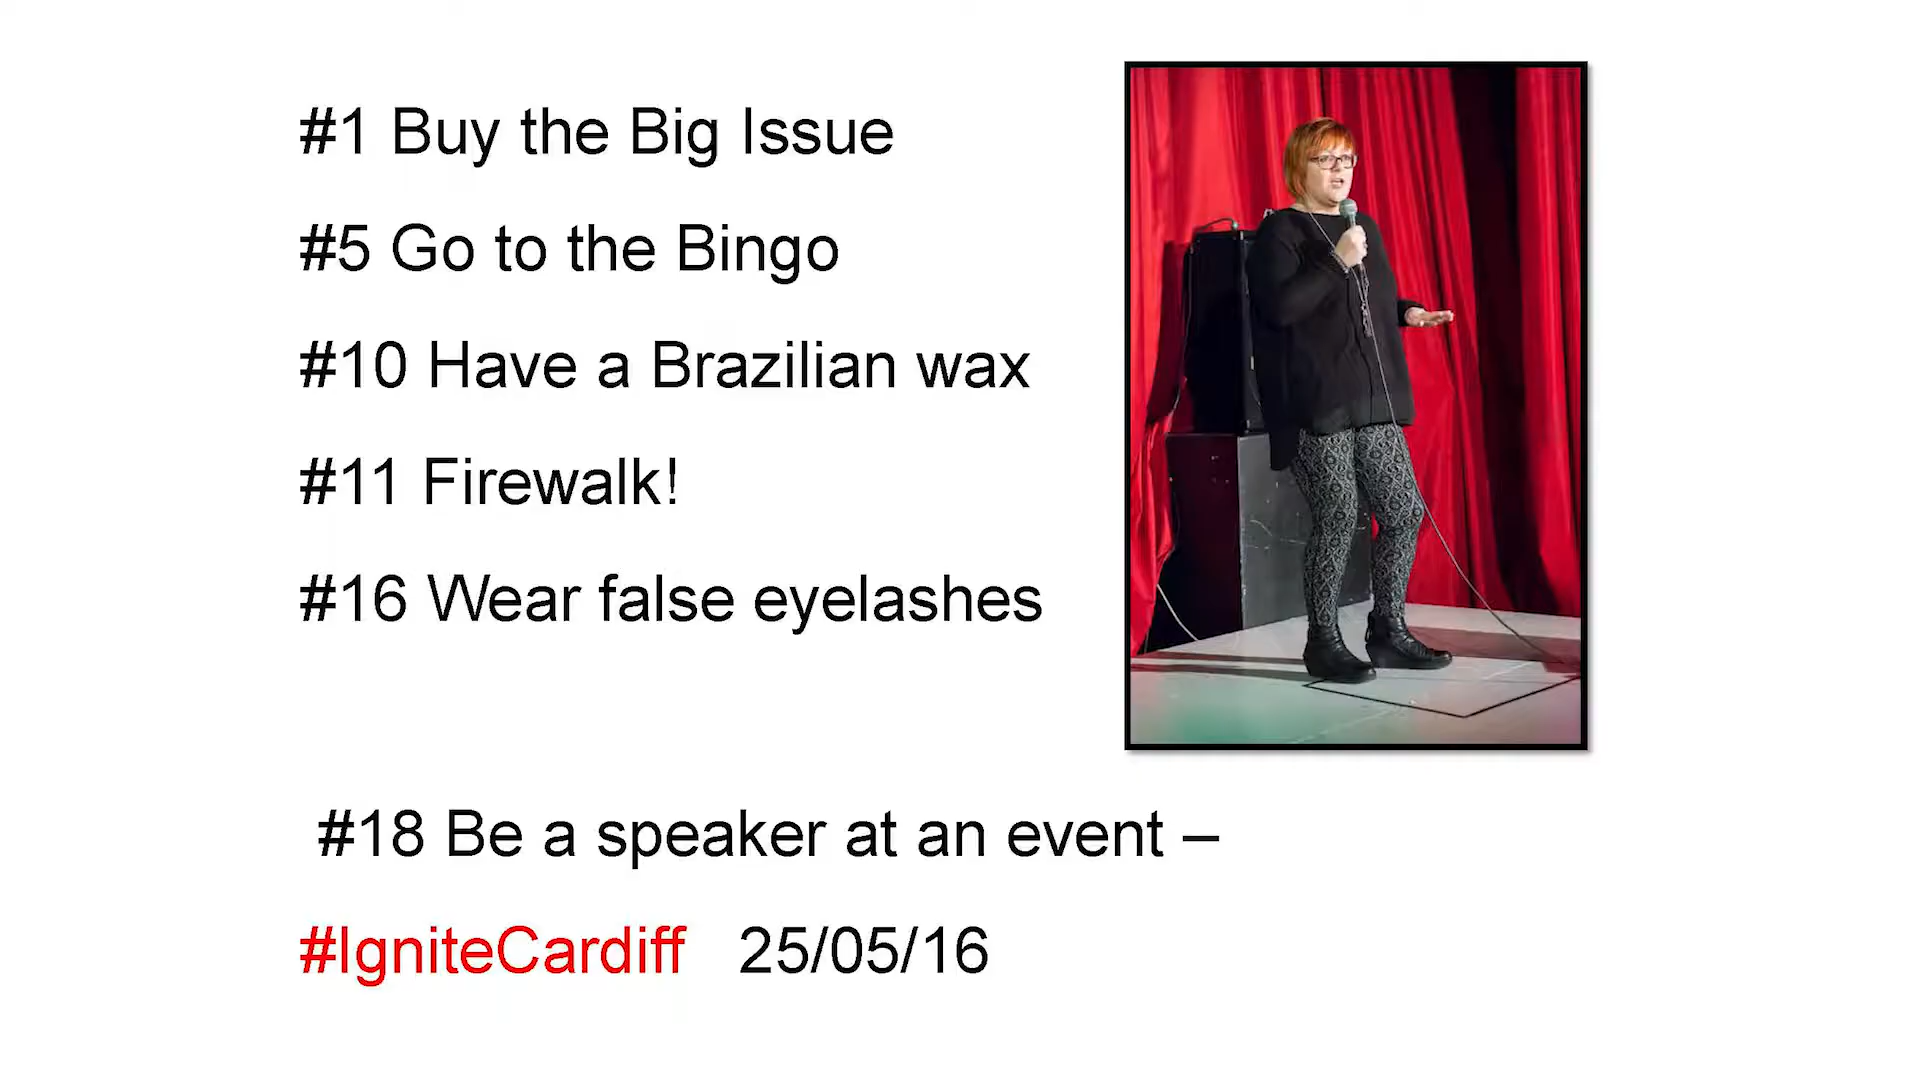 #1 Buy the Big Issue
#5 Go to the Bingo
#10 Have a Brazilian wax
#11 Firewalk!
#16 Wear false eyelashes
#18 Be a speaker at an event –
#IgniteCardiff 25/05/16